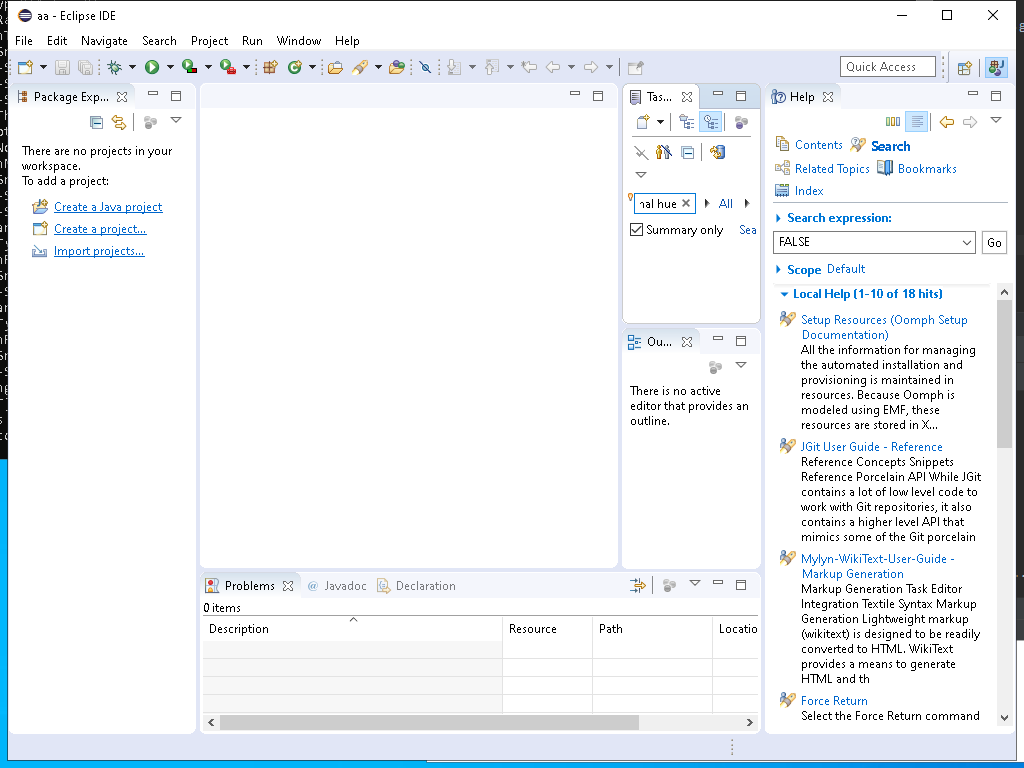 aa - Eclipse IDE
File Edit Navigate Search Project Run Window Help
Quick Access
Package Exp...
There are no projects in your
workspace.
To add a project:
Create a Java project
Create a project...
Import projects...
Tas...
nal hue
All
Summary only
Sea
Ou...
There is no active
editor that provides an
outline.
Problems
@ Javadoc
Declaration
0 items
Description Resource Path Locatio
Help
Contents Search
Related Topics Bookmarks
Index
Search expression:
FALSE
Go
Scope Default
Local Help (1-10 of 18 hits)
Setup Resources (Oomph Setup
Documentation)
All the information for managing
the automated installation and
provisioning is maintained in
resources. Because Oomph is
modeled using EMF, these
resources are stored in X...
JGit User Guide - Reference
Reference Concepts Snippets
Reference Porcelain API While JGit
contains a lot of low level code to
work with Git repositories, it also
contains a higher level API that
mimics some of the Git porcelain
Mylyn-WikiText-User-Guide -
Markup Generation
Markup Generation Task Editor
Integration Textile Syntax Markup
Generation Lightweight markup
(wikitext) is designed to be readily
converted to HTML. WikiText
provides a means to generate
HTML and th
Force Return
Select the Force Return command